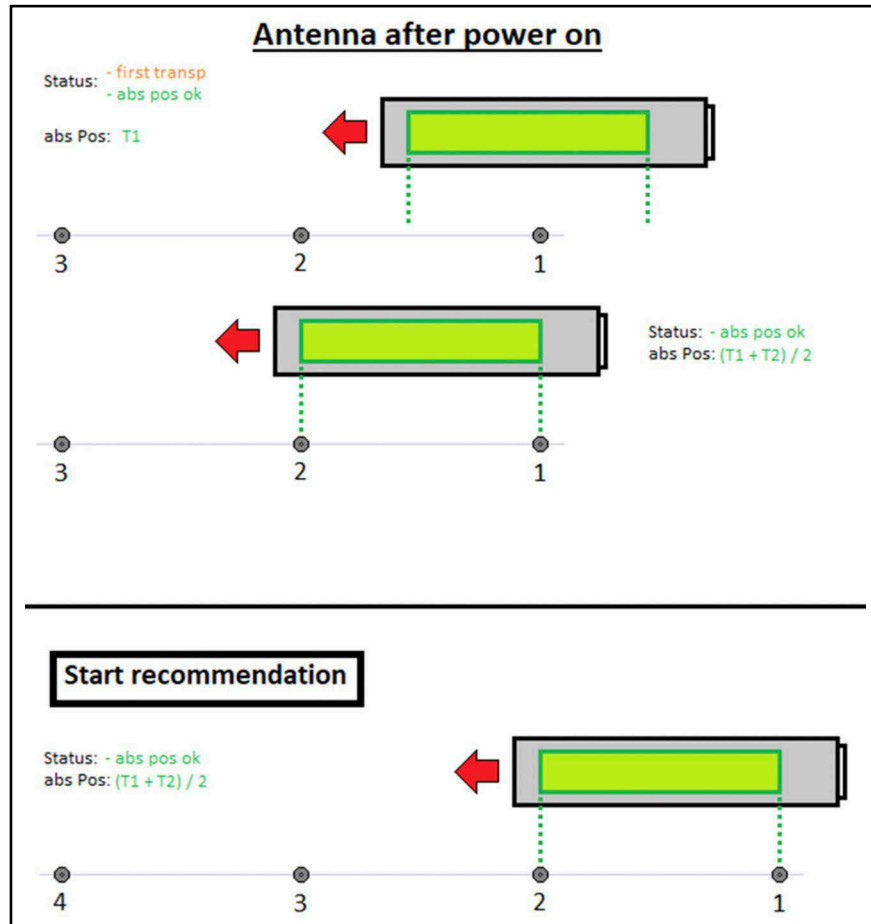 Antenna after power on
Status: - first transp
- abs pos ok
abs Pos: T1
3 2 1
Status: - abs pos ok
abs Pos: (T1 + T2) / 2
3 2 1
Start recommendation
Status: - abs pos ok
abs Pos: (T1 + T2) / 2
4 3 2 1